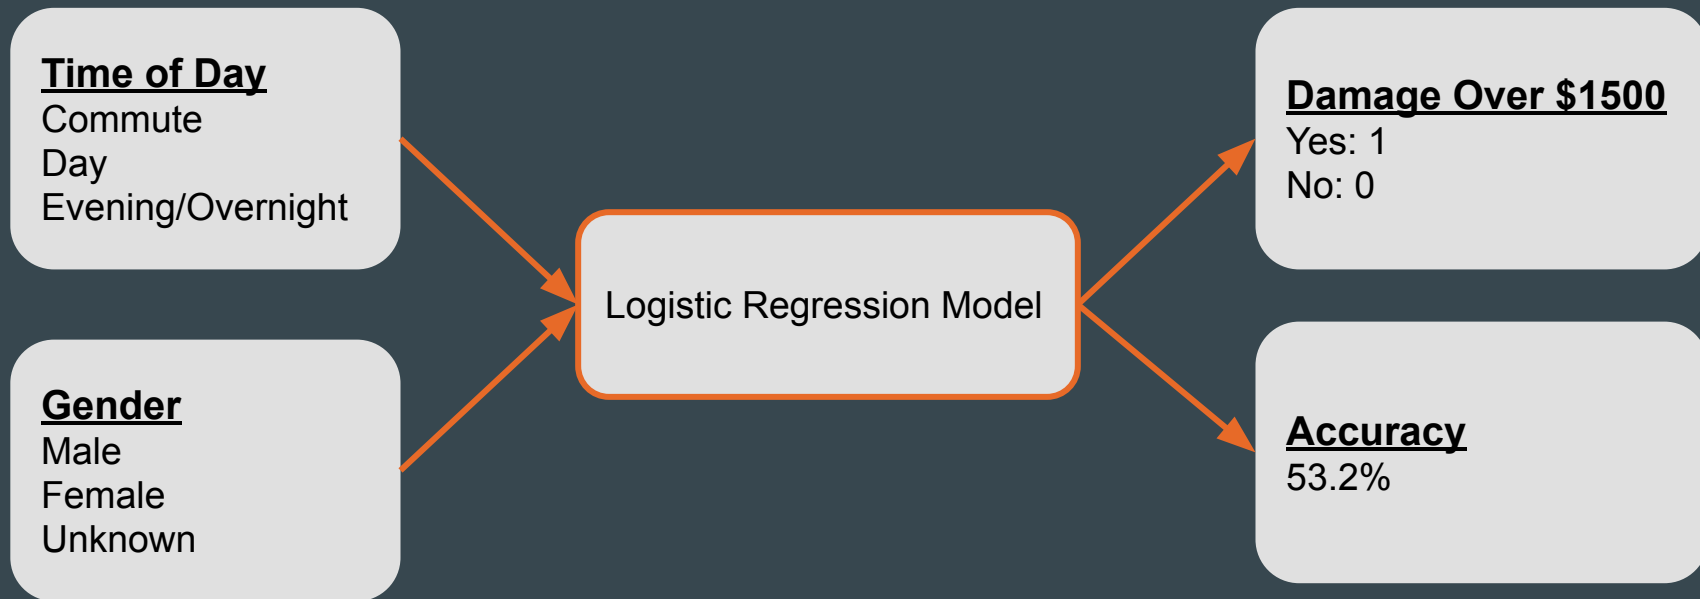 Time of Day
Commute
Day
Evening/Overnight
Gender
Male
Female
Unknown
Logistic Regression Model
Damage Over $1500
Yes: 1
No: 0
Accuracy
53.2%